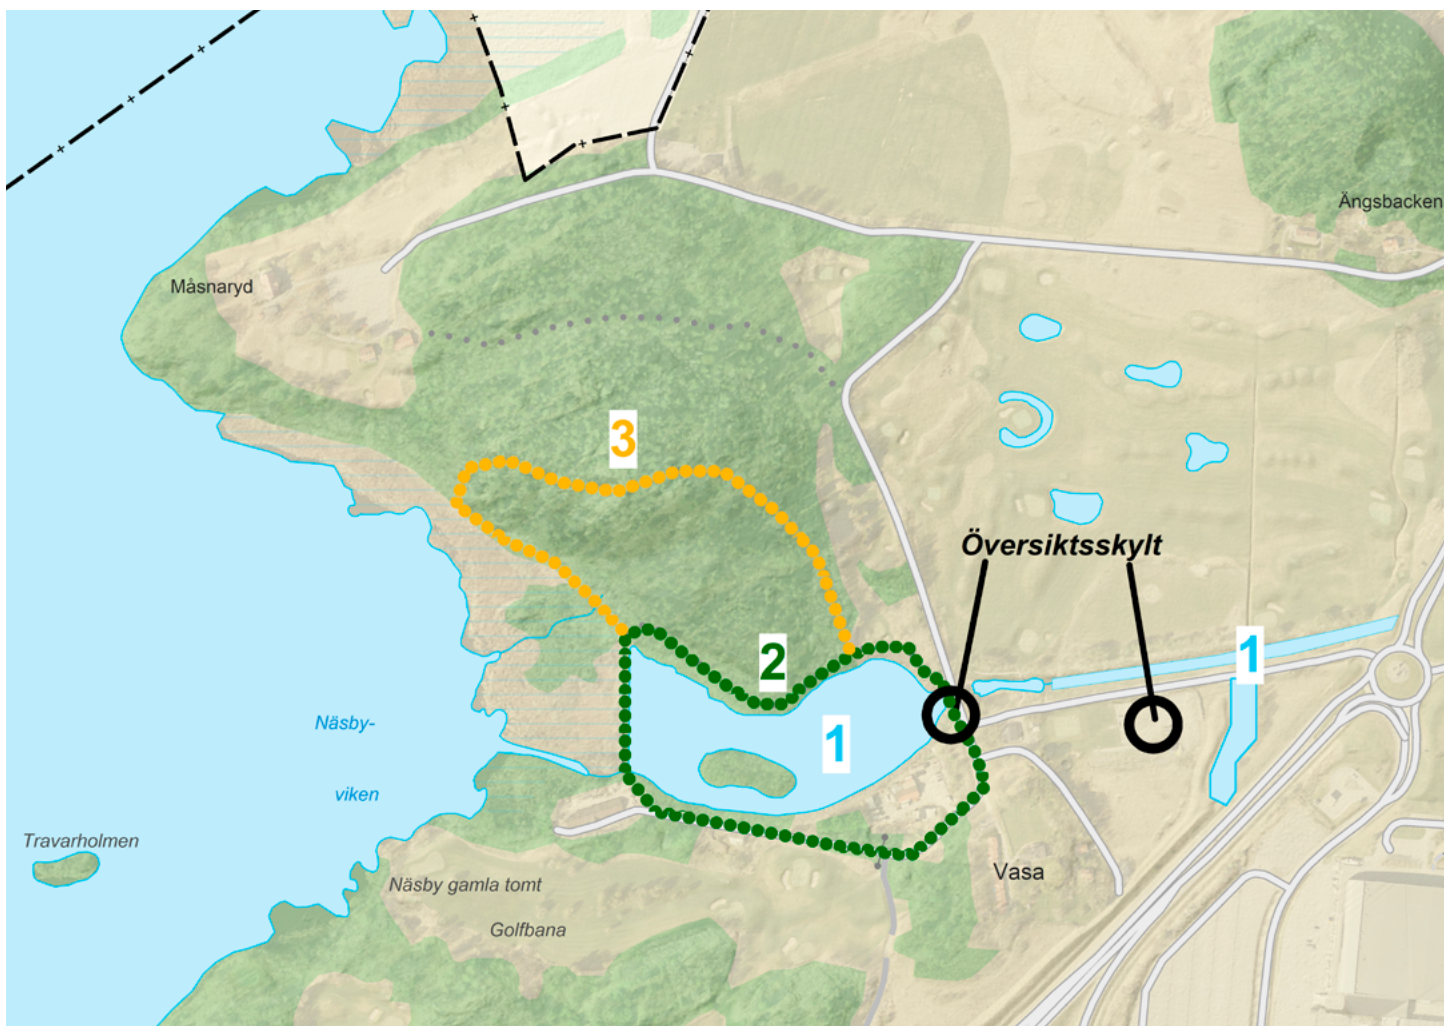 Ängsbacken
Måsnaryd
3
Översiktsskylt
2
1
1
Näsby-
viken
Travarholmen
Vasa
Näsby gamla tomt
Golfbana